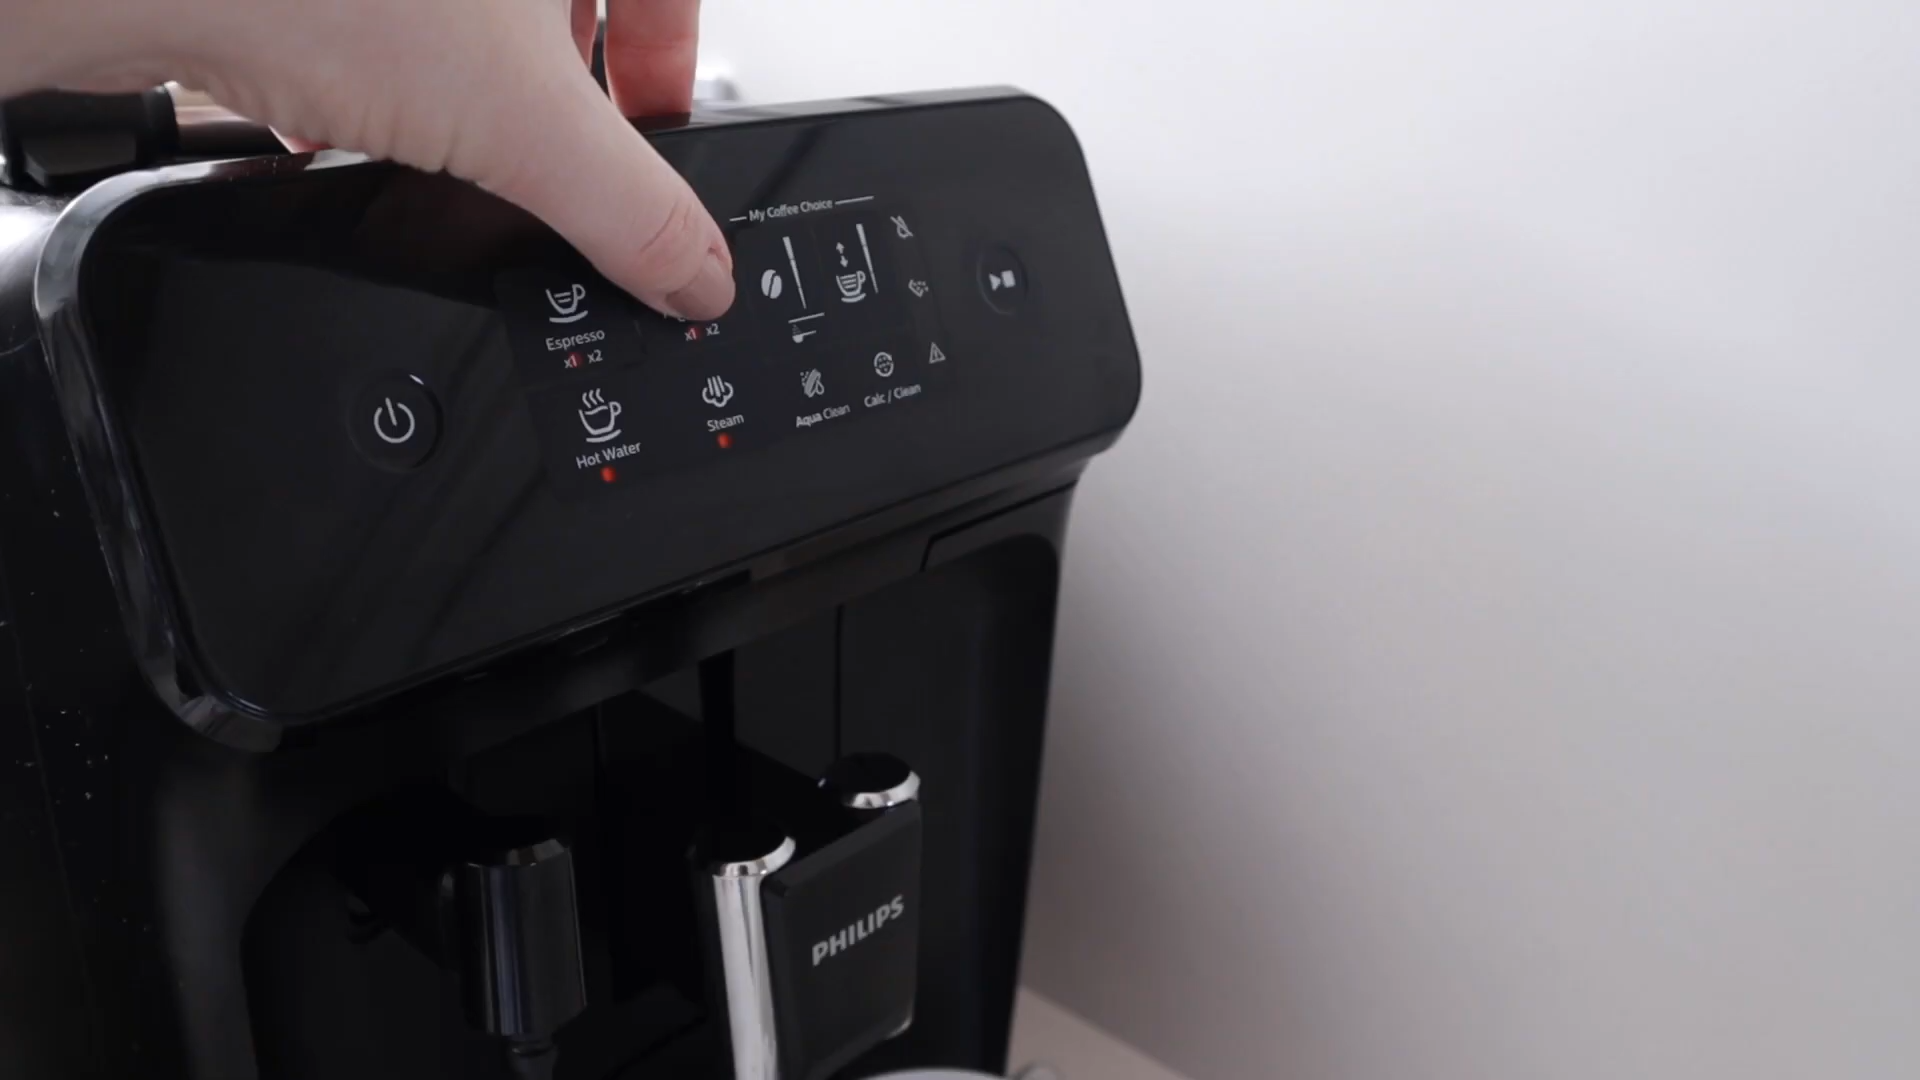 My Coffee Choice
Espresso
x1 x2
x1 x2
Hot Water
Steam
Aqua Clean
Calc / Clean
PHILIPS